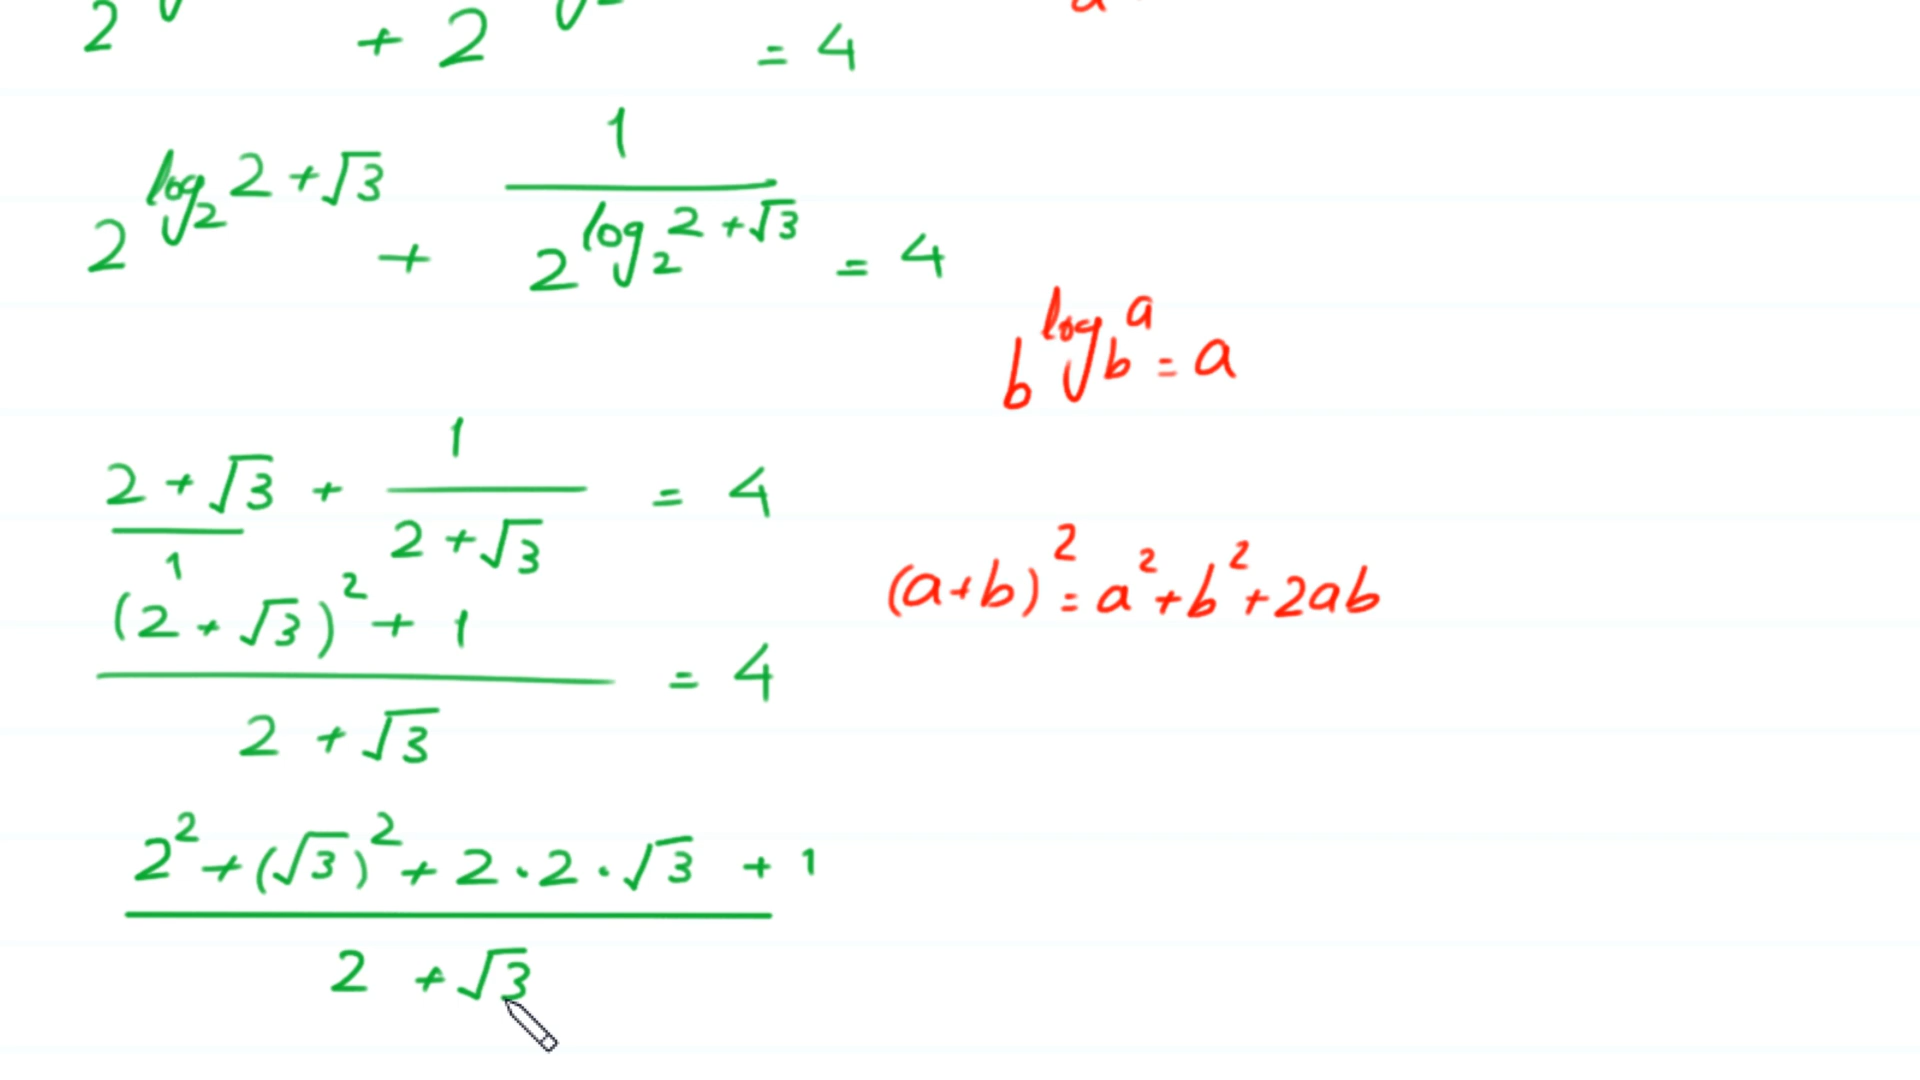 2 + 2 = 4
2^(log₂ 2+√3) + 1/(2^(log₂ 2+√3)) = 4
b^(log_b a) = a
(2+√3)/1 + 1/(2+√3) = 4
(a+b)² = a²+b²+2ab
((2+√3)²+1)/(2+√3) = 4
(2²+(√3)²+2·2·√3+1)/(2+√3)